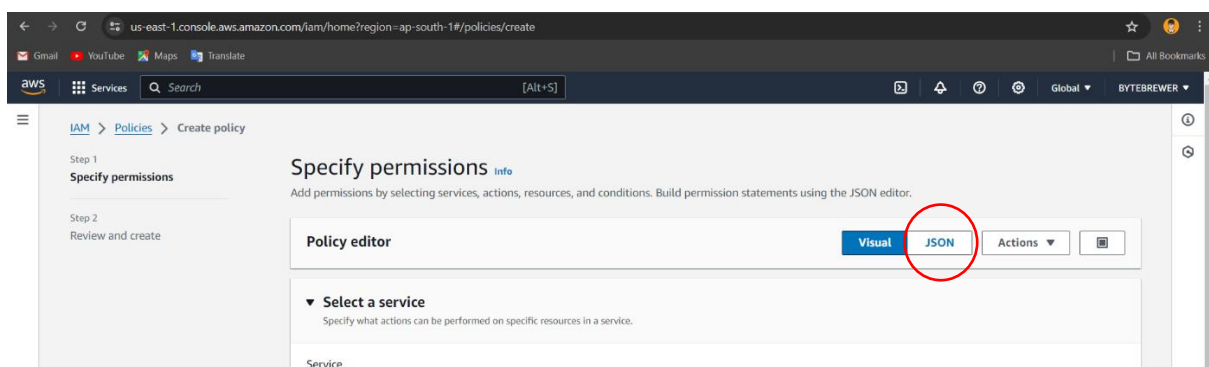 us-east-1.console.aws.amazon.com/iam/home?region=ap-south-1#/policies/create
Gmail YouTube Maps Translate All Bookmarks
aws Services Search [Alt+S] Global ▼ BYTEBREWER ▼
IAM > Policies > Create policy
Step 1
Specify permissions
Step 2
Review and create
Specify permissions Info
Add permissions by selecting services, actions, resources, and conditions. Build permission statements using the JSON editor.
Policy editor Visual JSON Actions ▼
▼ Select a service
Specify what actions can be performed on specific resources in a service.
Service